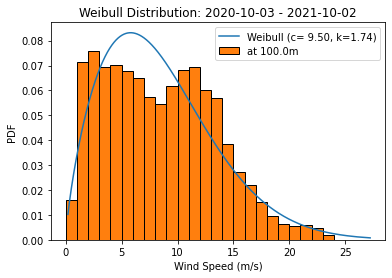 Weibull Distribution: 2020-10-03 - 2021-10-02
Weibull (c= 9.50, k=1.74)
at 100.0m
PDF
0.08
0.07
0.06
0.05
0.04
0.03
0.02
0.01
0.00
0 5 10 15 20 25
Wind Speed (m/s)